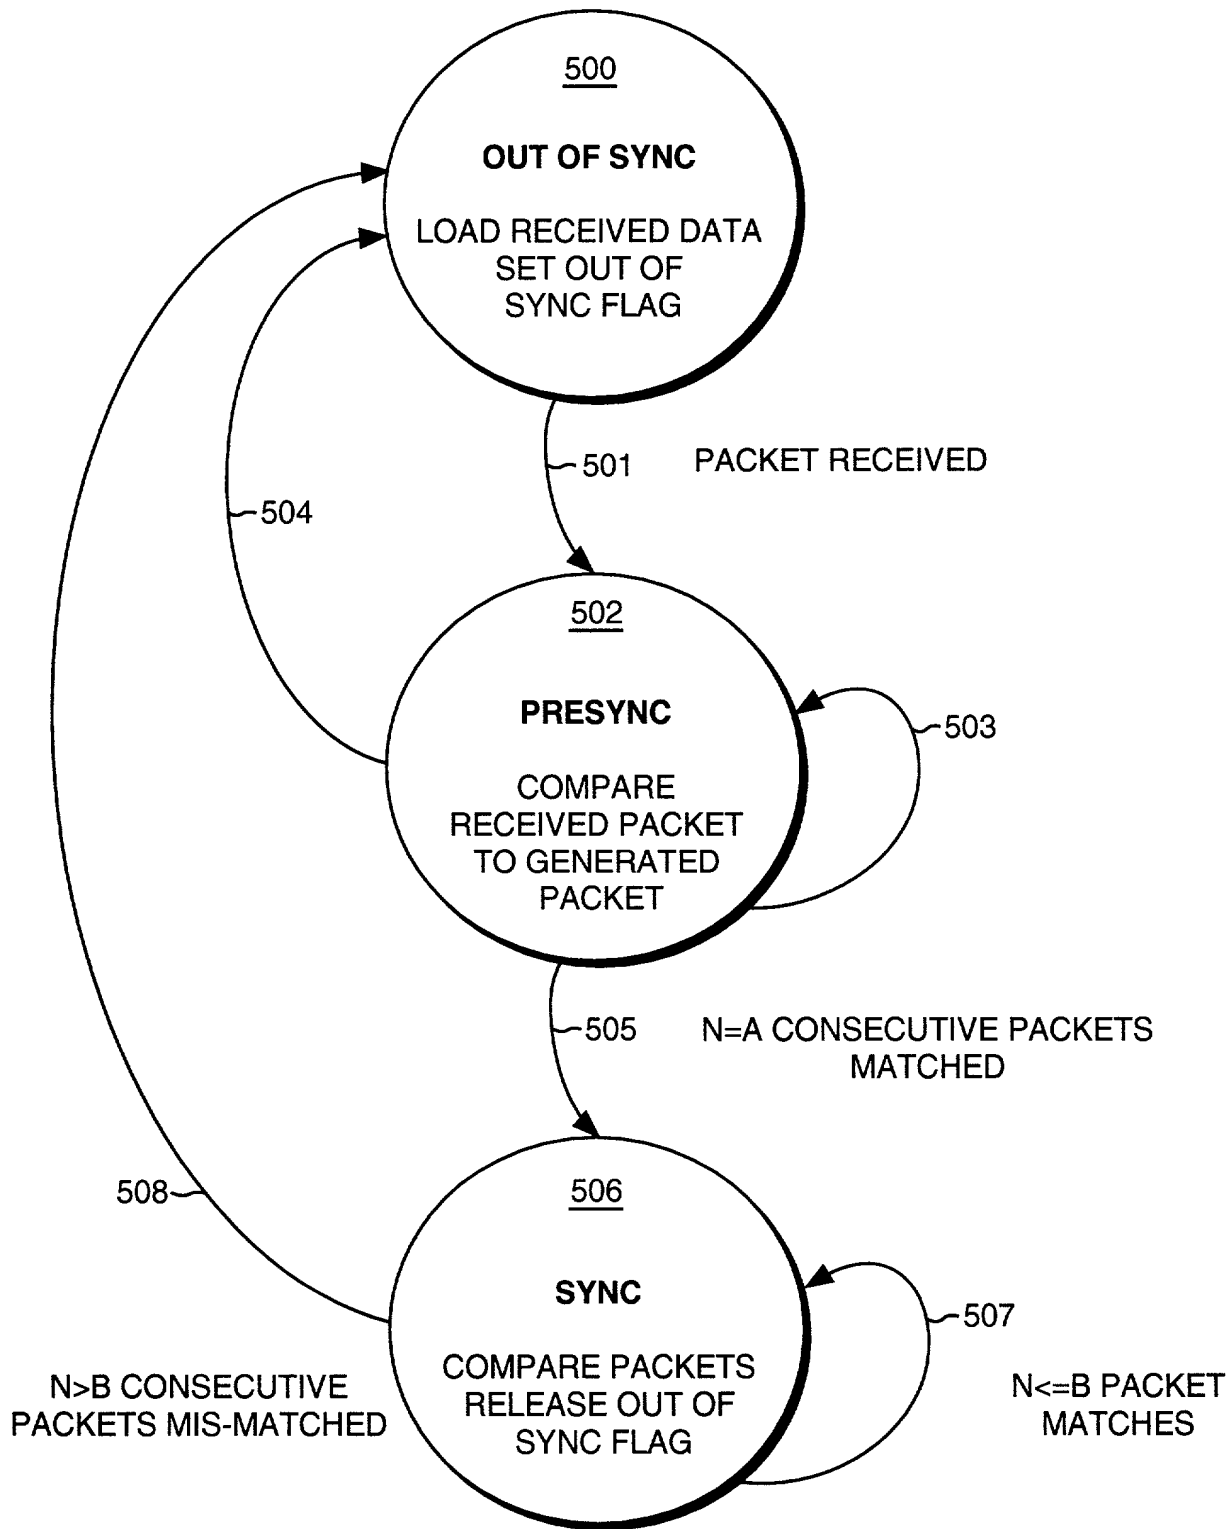 500
OUT OF SYNC
LOAD RECEIVED DATA
SET OUT OF
SYNC FLAG
501
PACKET RECEIVED
504
502
PRESYNC
COMPARE
RECEIVED PACKET
TO GENERATED
PACKET
503
505
N=A CONSECUTIVE PACKETS
MATCHED
508
506
SYNC
COMPARE PACKETS
RELEASE OUT OF
SYNC FLAG
507
N>B CONSECUTIVE
PACKETS MIS-MATCHED
N<=B PACKET
MATCHES